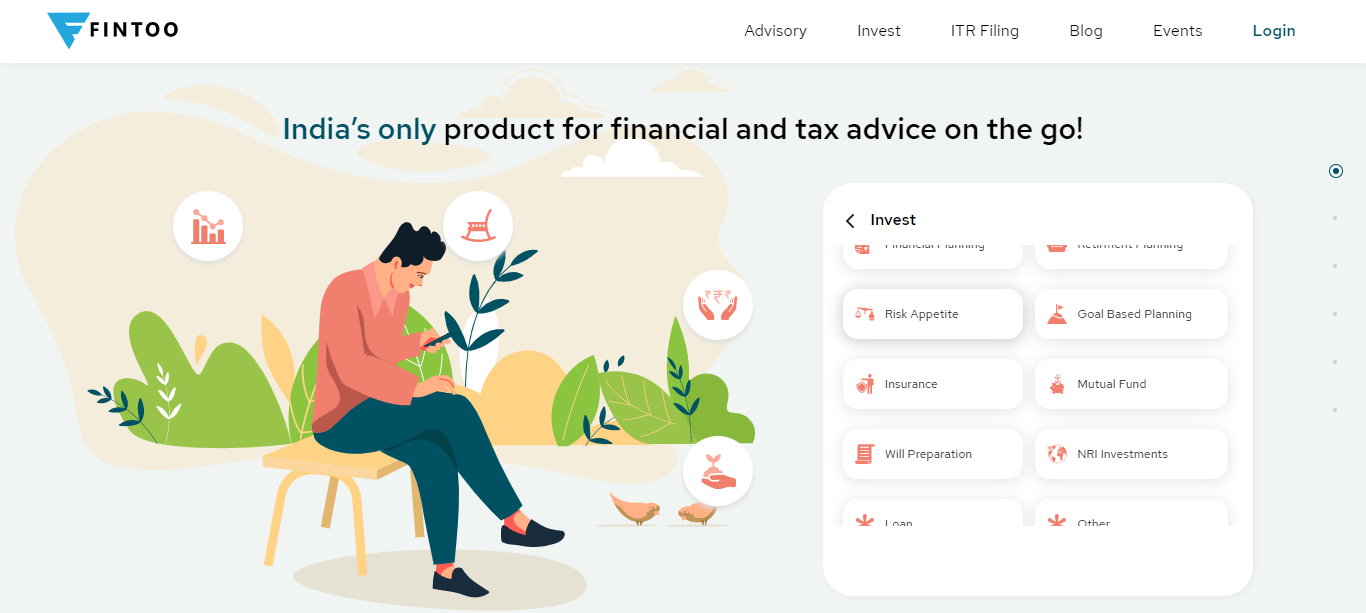 FINTOO
Advisory Invest ITR Filing Blog Events Login
India's only product for financial and tax advice on the go!
Invest
Financial Planning Retirment Planning
Risk Appetite Goal Based Planning
Insurance Mutual Fund
Will Preparation NRI Investments
Loan Other